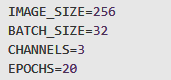 IMAGE_SIZE=256
BATCH_SIZE=32
CHANNELS=3
EPOCHS=20